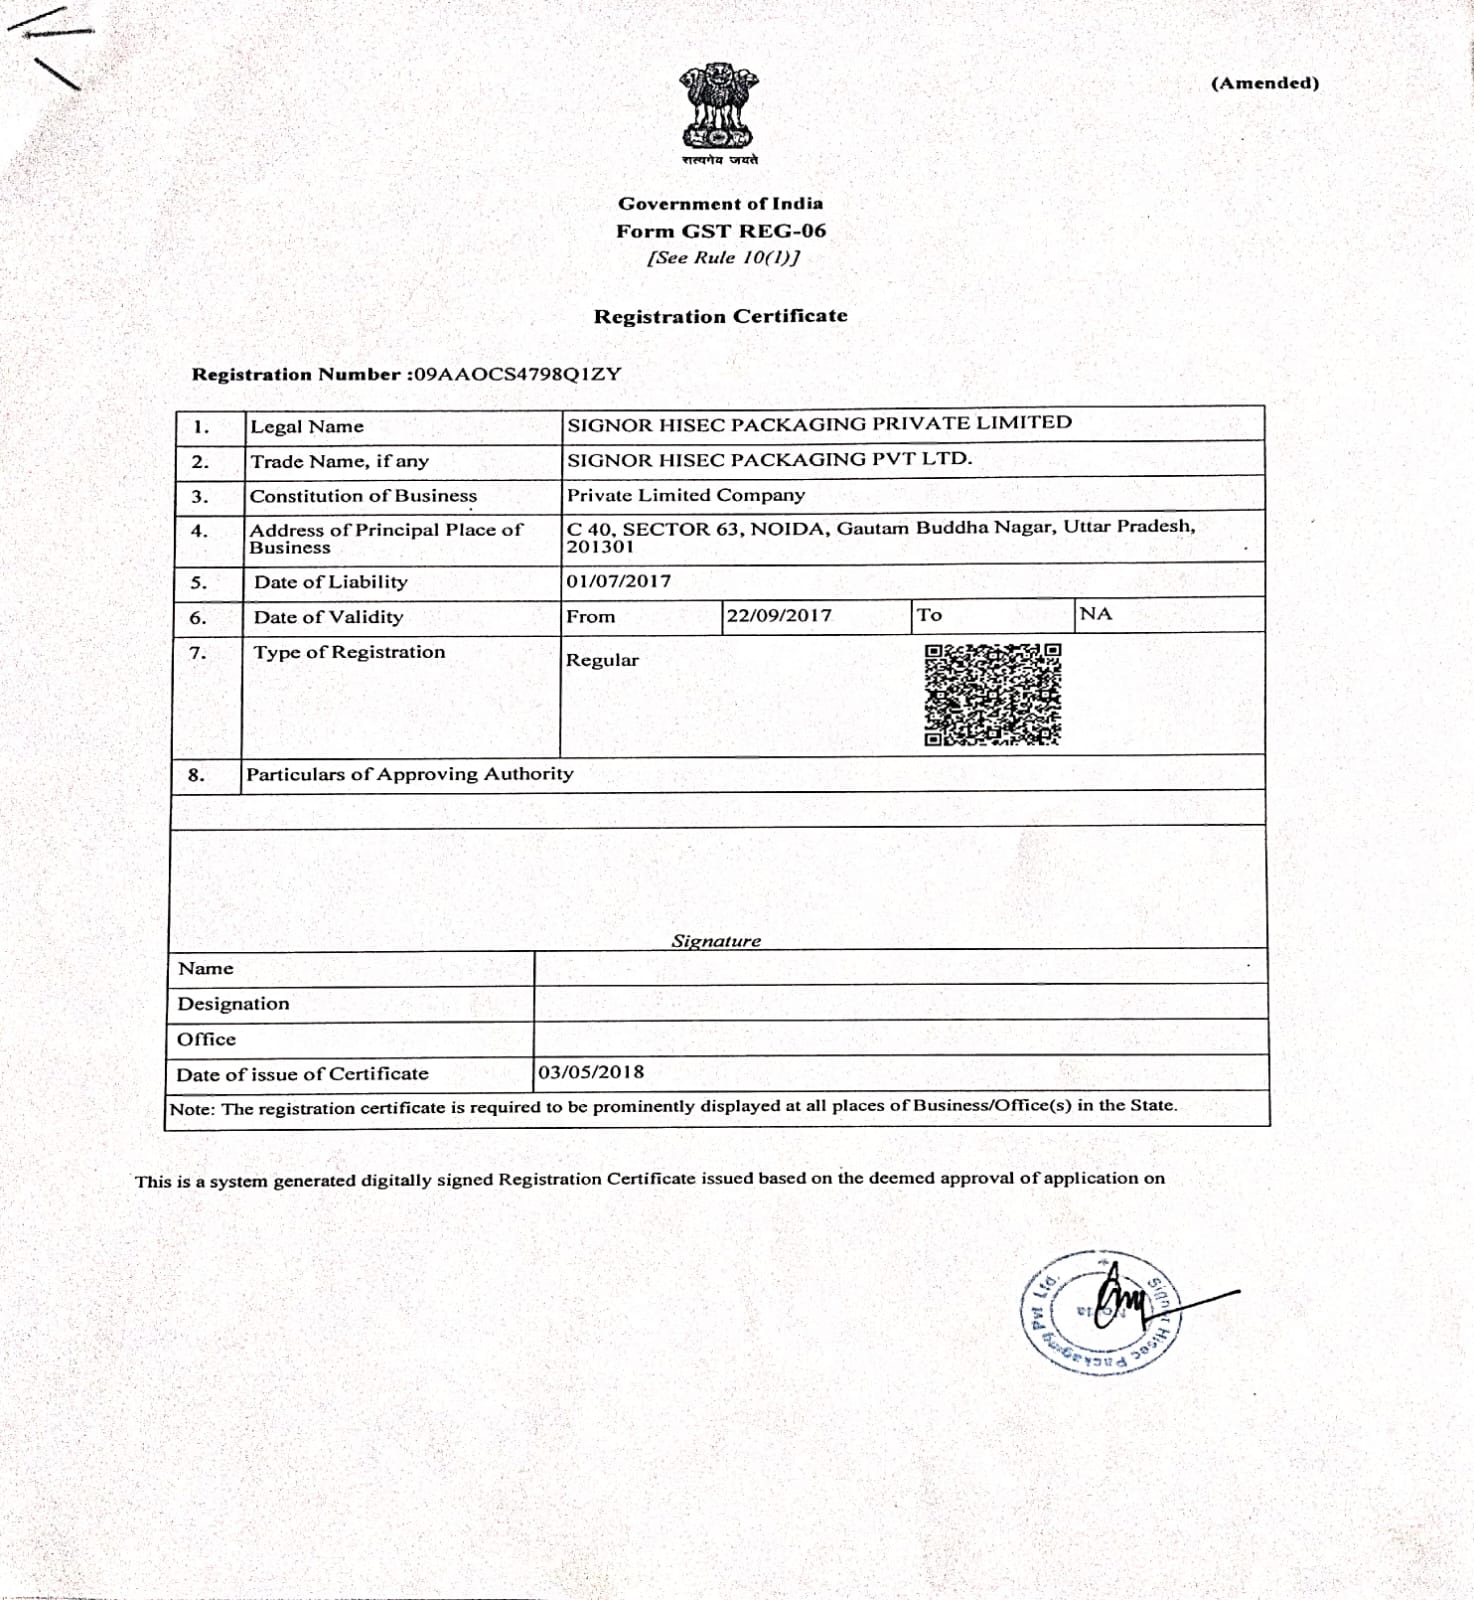 (Amended)
सत्यमेव जयते
Government of India
Form GST REG-06
[See Rule 10(1)]
Registration Certificate
Registration Number :09AAOCS4798Q1ZY
1. Legal Name SIGNOR HISEC PACKAGING PRIVATE LIMITED
2. Trade Name, if any SIGNOR HISEC PACKAGING PVT LTD.
3. Constitution of Business Private Limited Company
4. Address of Principal Place of C 40, SECTOR 63, NOIDA, Gautam Buddha Nagar, Uttar Pradesh,
Business 201301
5. Date of Liability 01/07/2017
6. Date of Validity From 22/09/2017 To NA
7. Type of Registration Regular
8. Particulars of Approving Authority
Signature
Name
Designation
Office
Date of issue of Certificate 03/05/2018
Note: The registration certificate is required to be prominently displayed at all places of Business/Office(s) in the State.
This is a system generated digitally signed Registration Certificate issued based on the deemed approval of application on
Signor Hisec Packaging Pvt Ltd.